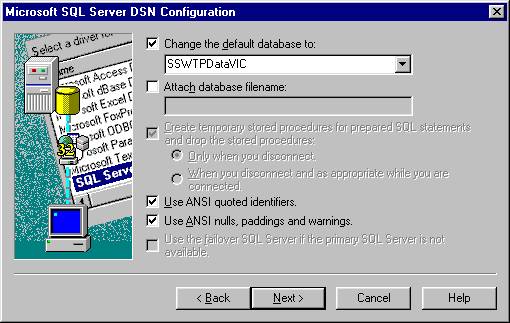 Microsoft SQL Server DSN Configuration
Change the default database to:
SSWTPDataVIC
Attach database filename:
Create temporary stored procedures for prepared SQL statements
and drop the stored procedures:
Only when you disconnect.
When you disconnect and as appropriate while you are
connected.
Use ANSI quoted identifiers.
Use ANSI nulls, paddings and warnings.
Use the failover SQL Server if the primary SQL Server is not
available.
Select a driver for
ame
osoft Access D
osoft dBase D
osoft Excel D
osoft FoxPr
osoft ODB
osoft Para
32
icrosoft Tex
SQL Serve
< Back
Next >
Cancel
Help